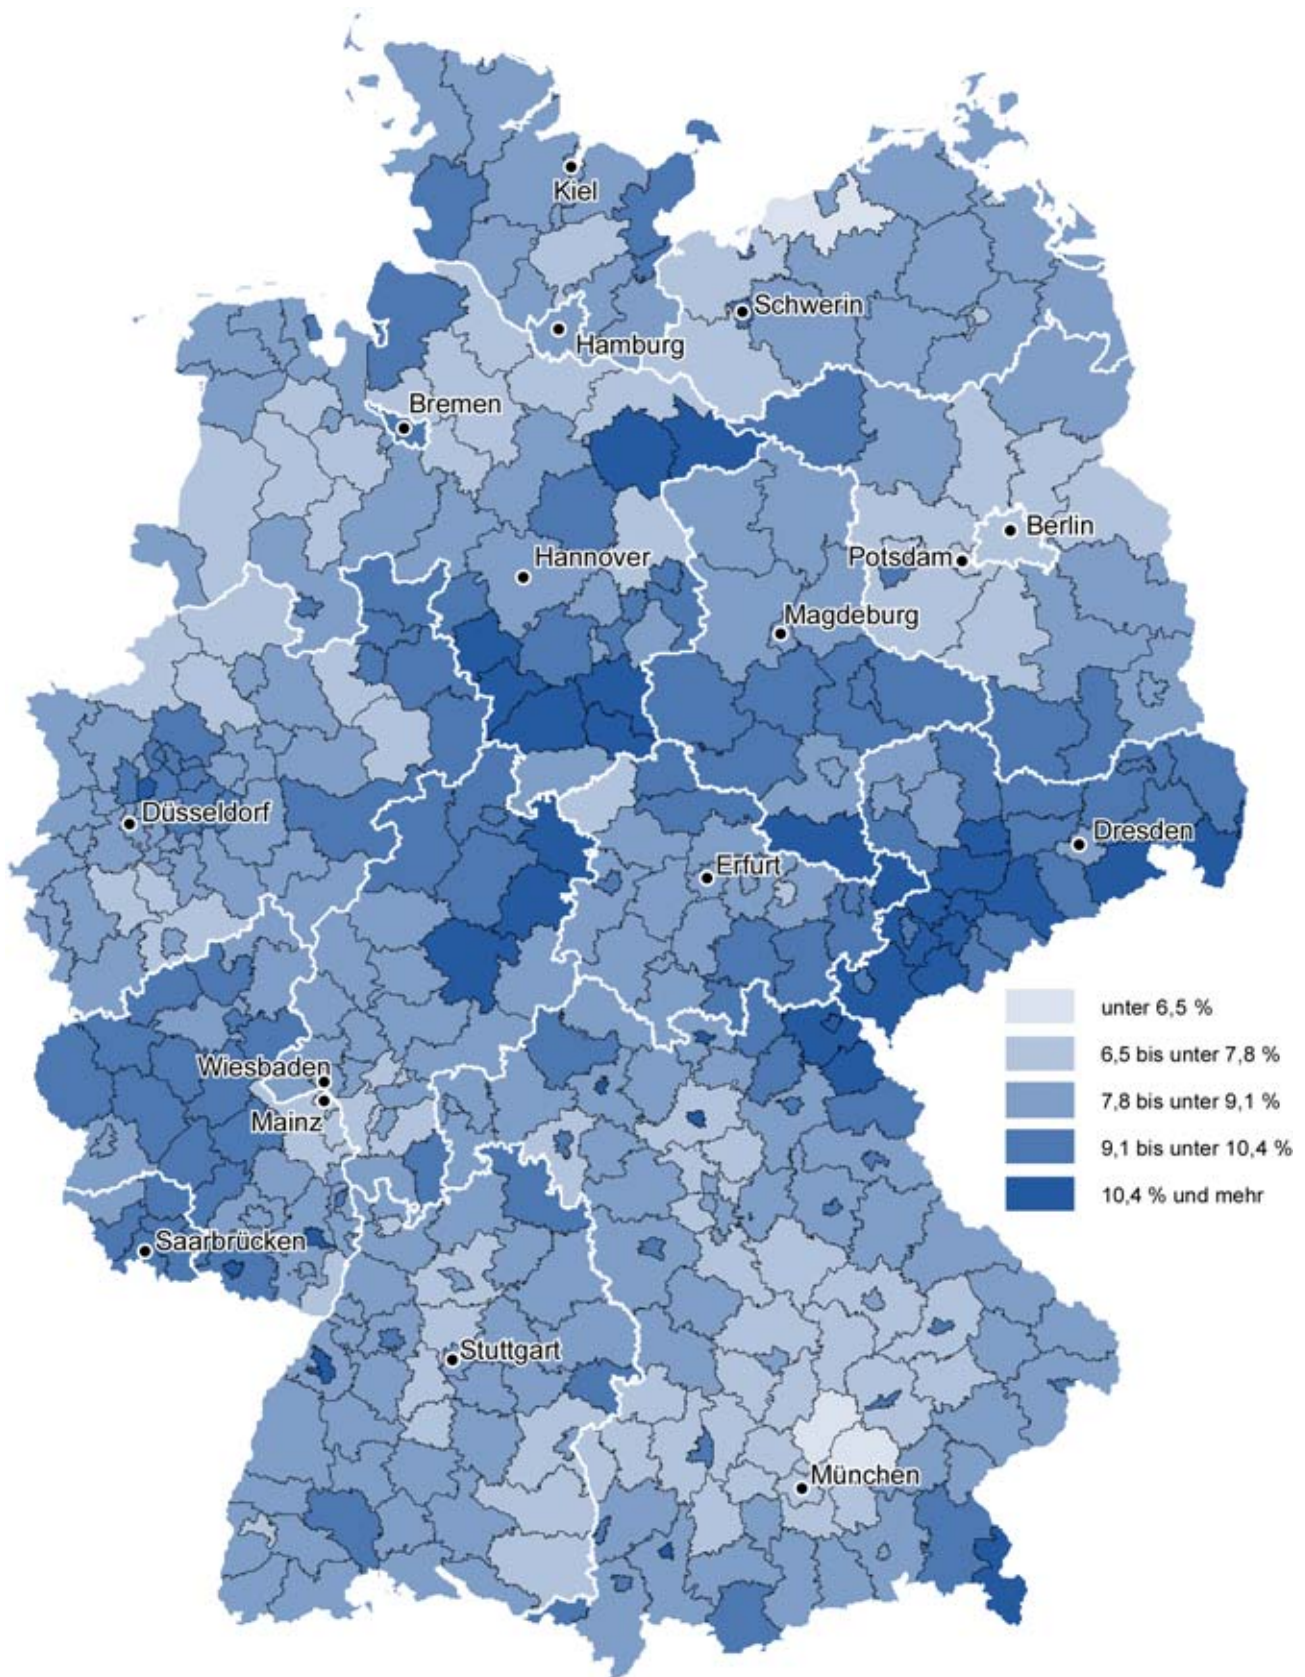 Kiel
Schwerin
Hamburg
Bremen
Berlin
Hannover
Potsdam
Magdeburg
Düsseldorf
Dresden
Erfurt
unter 6,5 %
6,5 bis unter 7,8 %
Wiesbaden
7,8 bis unter 9,1 %
Mainz
9,1 bis unter 10,4 %
10,4 % und mehr
Saarbrücken
Stuttgart
München